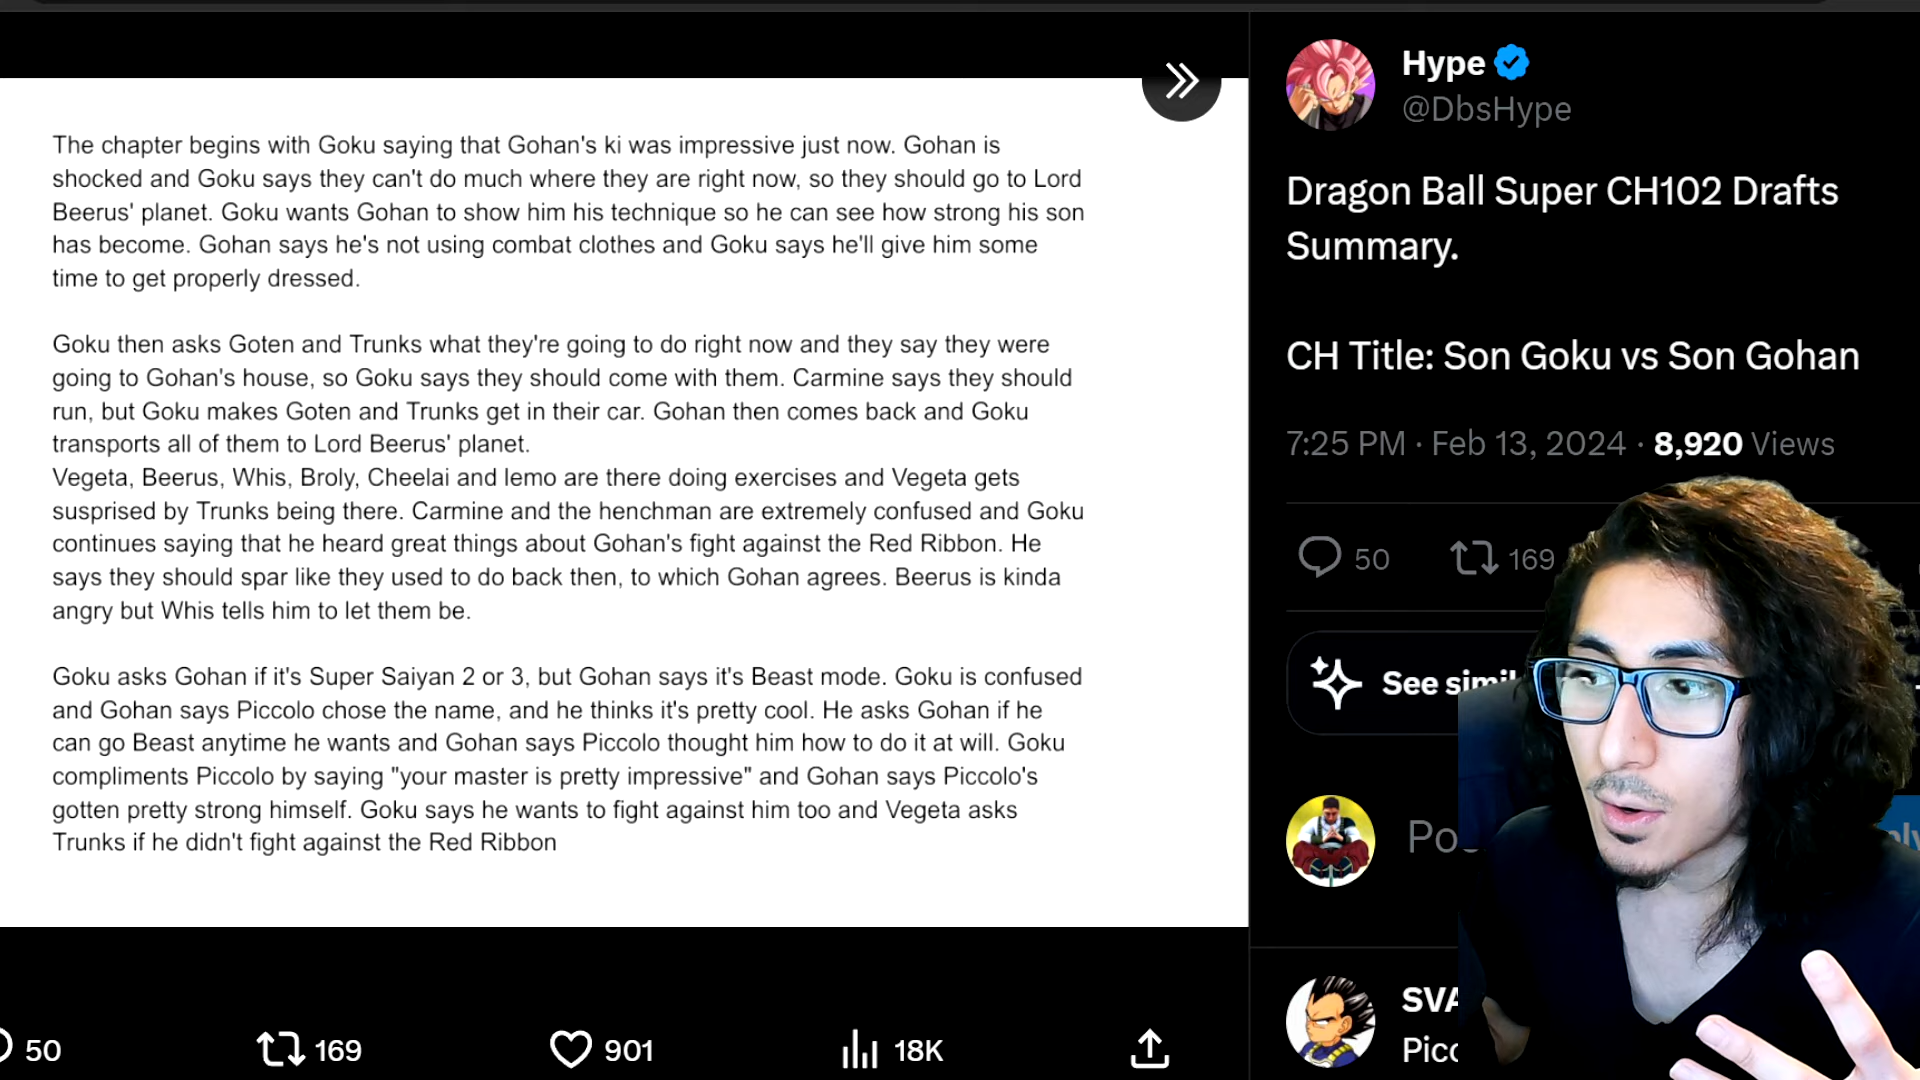 The chapter begins with Goku saying that Gohan's ki was impressive just now. Gohan is
shocked and Goku says they can't do much where they are right now, so they should go to Lord
Beerus' planet. Goku wants Gohan to show him his technique so he can see how strong his son
has become. Gohan says he's not using combat clothes and Goku says he'll give him some
time to get properly dressed.
Goku then asks Goten and Trunks what they're going to do right now and they say they were
going to Gohan's house, so Goku says they should come with them. Carmine says they should
run, but Goku makes Goten and Trunks get in their car. Gohan then comes back and Goku
transports all of them to Lord Beerus' planet.
Vegeta, Beerus, Whis, Broly, Cheelai and lemo are there doing exercises and Vegeta gets
susprised by Trunks being there. Carmine and the henchman are extremely confused and Goku
continues saying that he heard great things about Gohan's fight against the Red Ribbon. He
says they should spar like they used to do back then, to which Gohan agrees. Beerus is kinda
angry but Whis tells him to let them be.
Goku asks Gohan if it's Super Saiyan 2 or 3, but Gohan says it's Beast mode. Goku is confused
and Gohan says Piccolo chose the name, and he thinks it's pretty cool. He asks Gohan if he
can go Beast anytime he wants and Gohan says Piccolo thought him how to do it at will. Goku
compliments Piccolo by saying "your master is pretty impressive" and Gohan says Piccolo's
gotten pretty strong himself. Goku says he wants to fight against him too and Vegeta asks
Trunks if he didn't fight against the Red Ribbon
50
169
901
18K
Hype
@DbsHype
Dragon Ball Super CH102 Drafts
Summary.
CH Title: Son Goku vs Son Gohan
7:25 PM · Feb 13, 2024 · 8,920 Views
50
169
See simil
Po
SVA
Picc